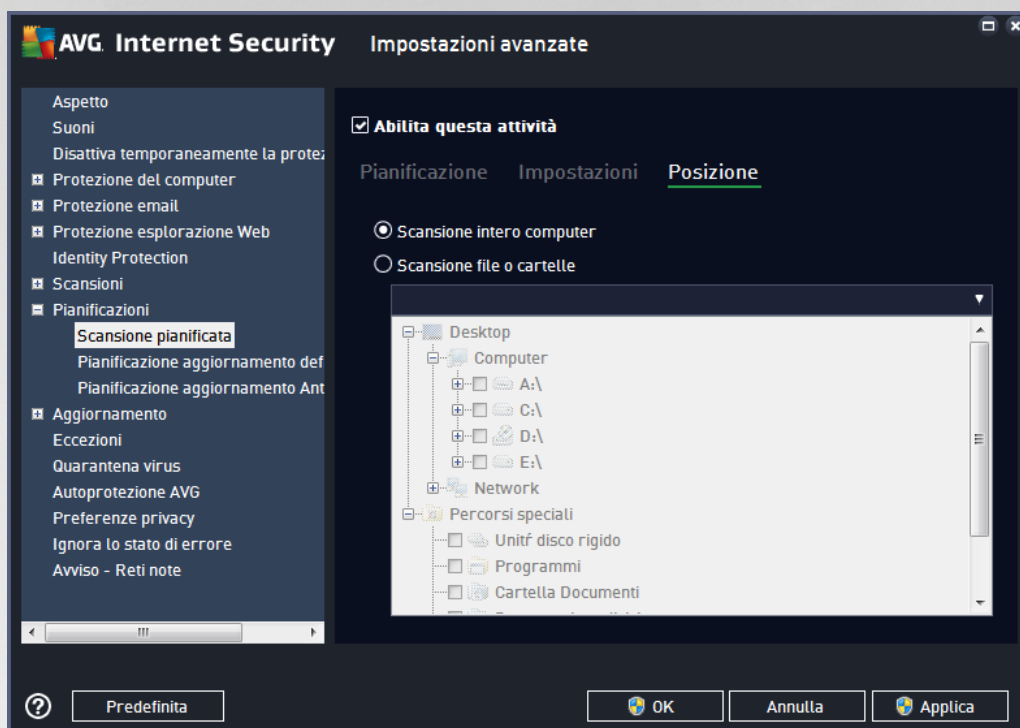 AVG. Internet Security
Impostazioni avanzate
Aspetto
Suoni
Disattiva temporaneamente la
Protezione del computer
Protezione email
Protezione esplorazione Web
Identity Protection
Scansioni
Pianificazioni
Scansione pianificata
Pianificazione aggiornamento def
Pianificazione aggiornamento Ant
Aggiornamento
Eccezioni
Quarantena virus
Autoprotezione AVG
Preferenze privacy
Ignora lo stato di errore
Avviso - Reti note
Abilita questa attività
Pianificazione Impostazioni Posizione
Scansione intero computer
Scansione file o cartelle
Desktop
Computer
A:\
C:\
D:\
E:\
Network
Percorsi speciali
Unitŕ disco rigido
Programmi
Cartella Documenti
? Predefinita
OK
Annulla
Applica